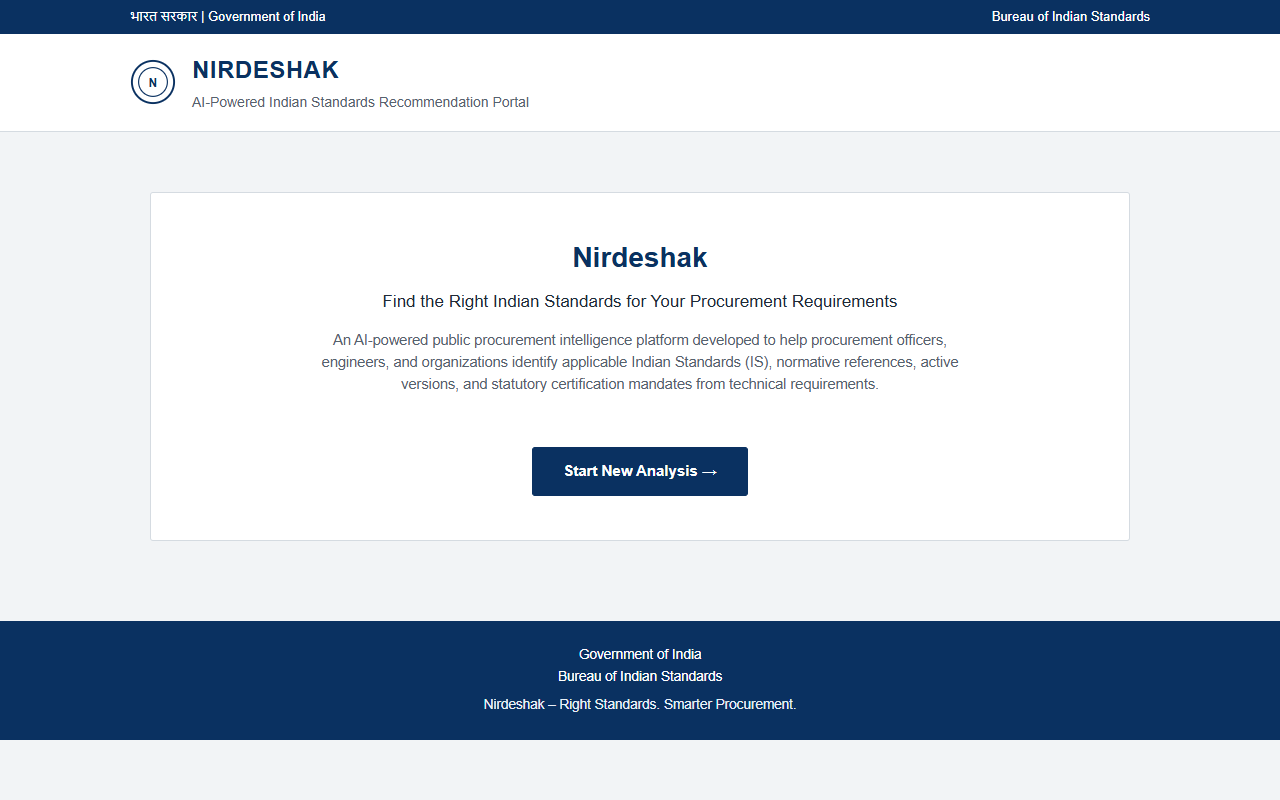 भारत सरकार | Government of India
Bureau of Indian Standards
N
NIRDESHAK
AI-Powered Indian Standards Recommendation Portal
Nirdeshak
Find the Right Indian Standards for Your Procurement Requirements
An AI-powered public procurement intelligence platform developed to help procurement officers,
engineers, and organizations identify applicable Indian Standards (IS), normative references, active
versions, and statutory certification mandates from technical requirements.
Start New Analysis →
Government of India
Bureau of Indian Standards
Nirdeshak – Right Standards. Smarter Procurement.